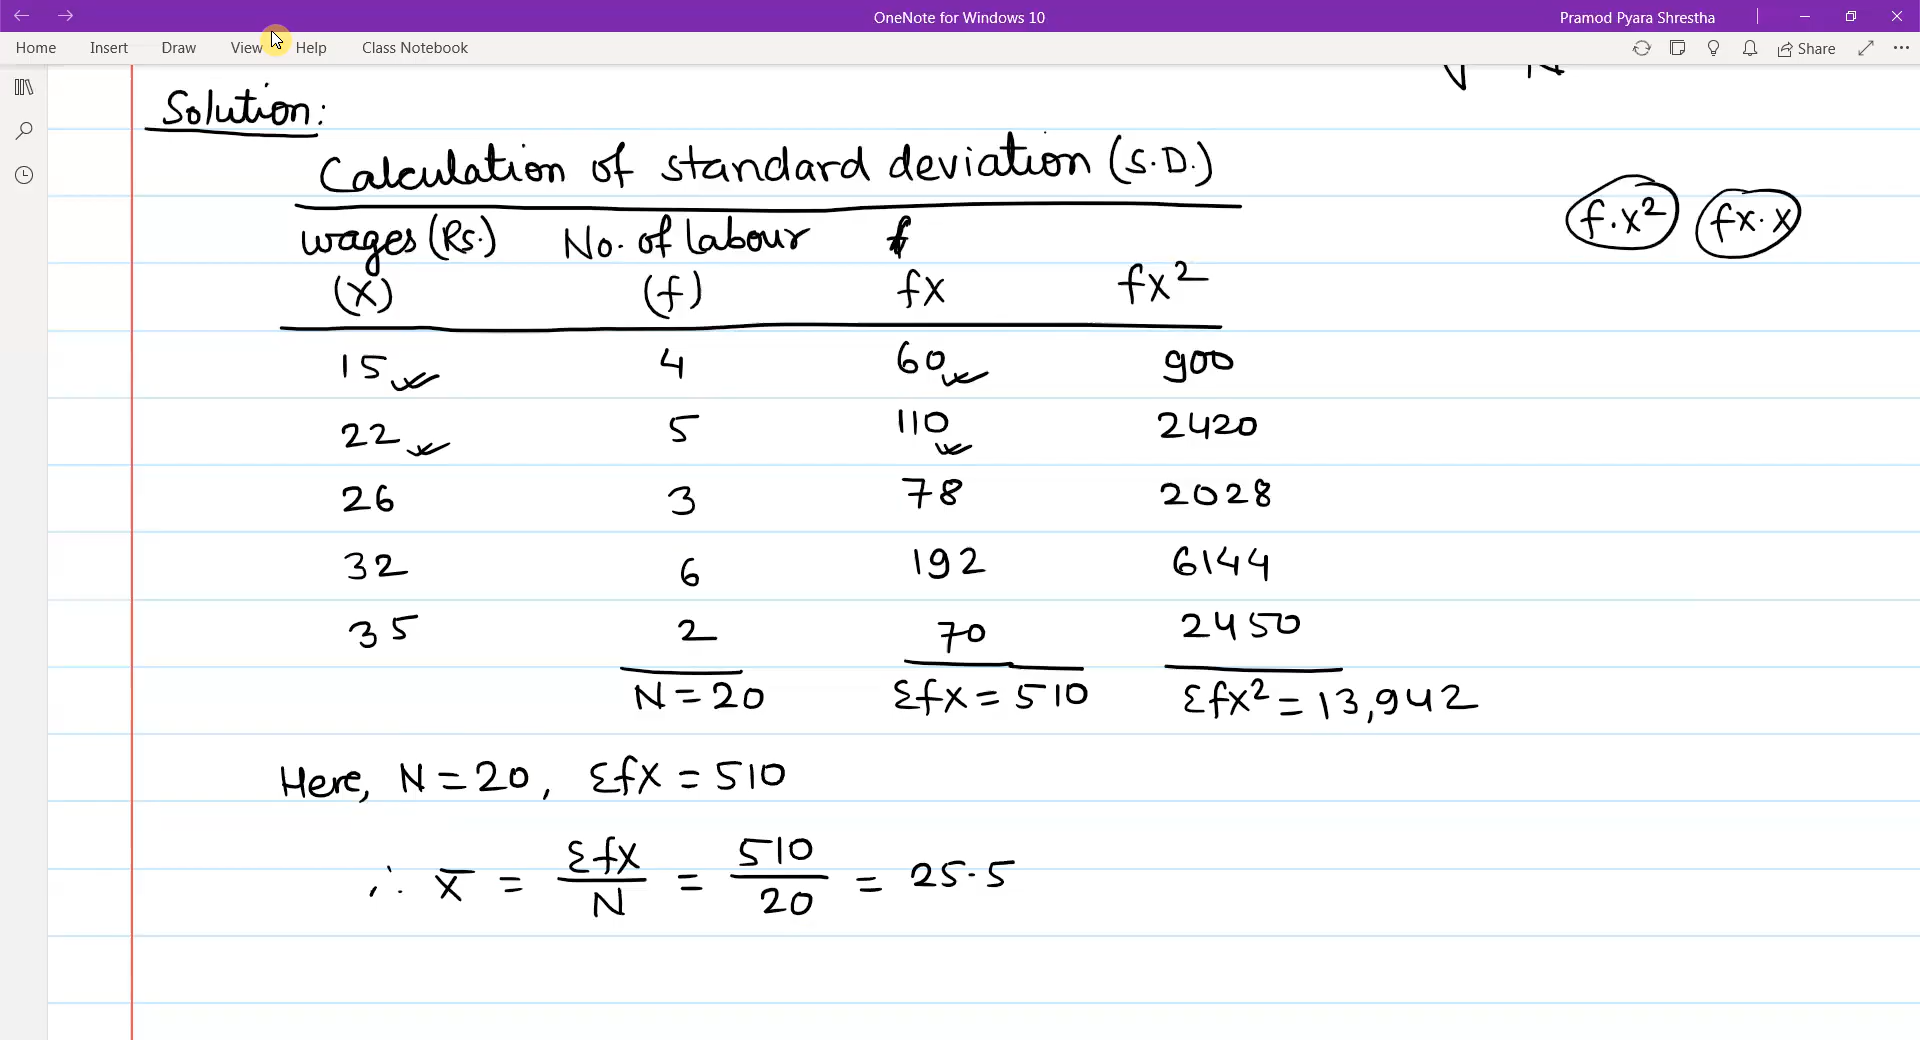 OneNote for Windows 10
Pramod Pyara Shrestha
Home Insert Draw View Help Class Notebook
Share
N
Solution:
Calculation of standard deviation (S.D.)
wages (Rs.) No. of labour f
(X) (f) fX fX²
f.X² fX.X
15 4 60 900
22 5 110 2420
26 3 78 2028
32 6 192 6144
35 2 70 2450
N = 20 ΣfX = 510 ΣfX² = 13,942
Here, N = 20, ΣfX = 510
∴ X̄ = ΣfX / N = 510 / 20 = 25.5